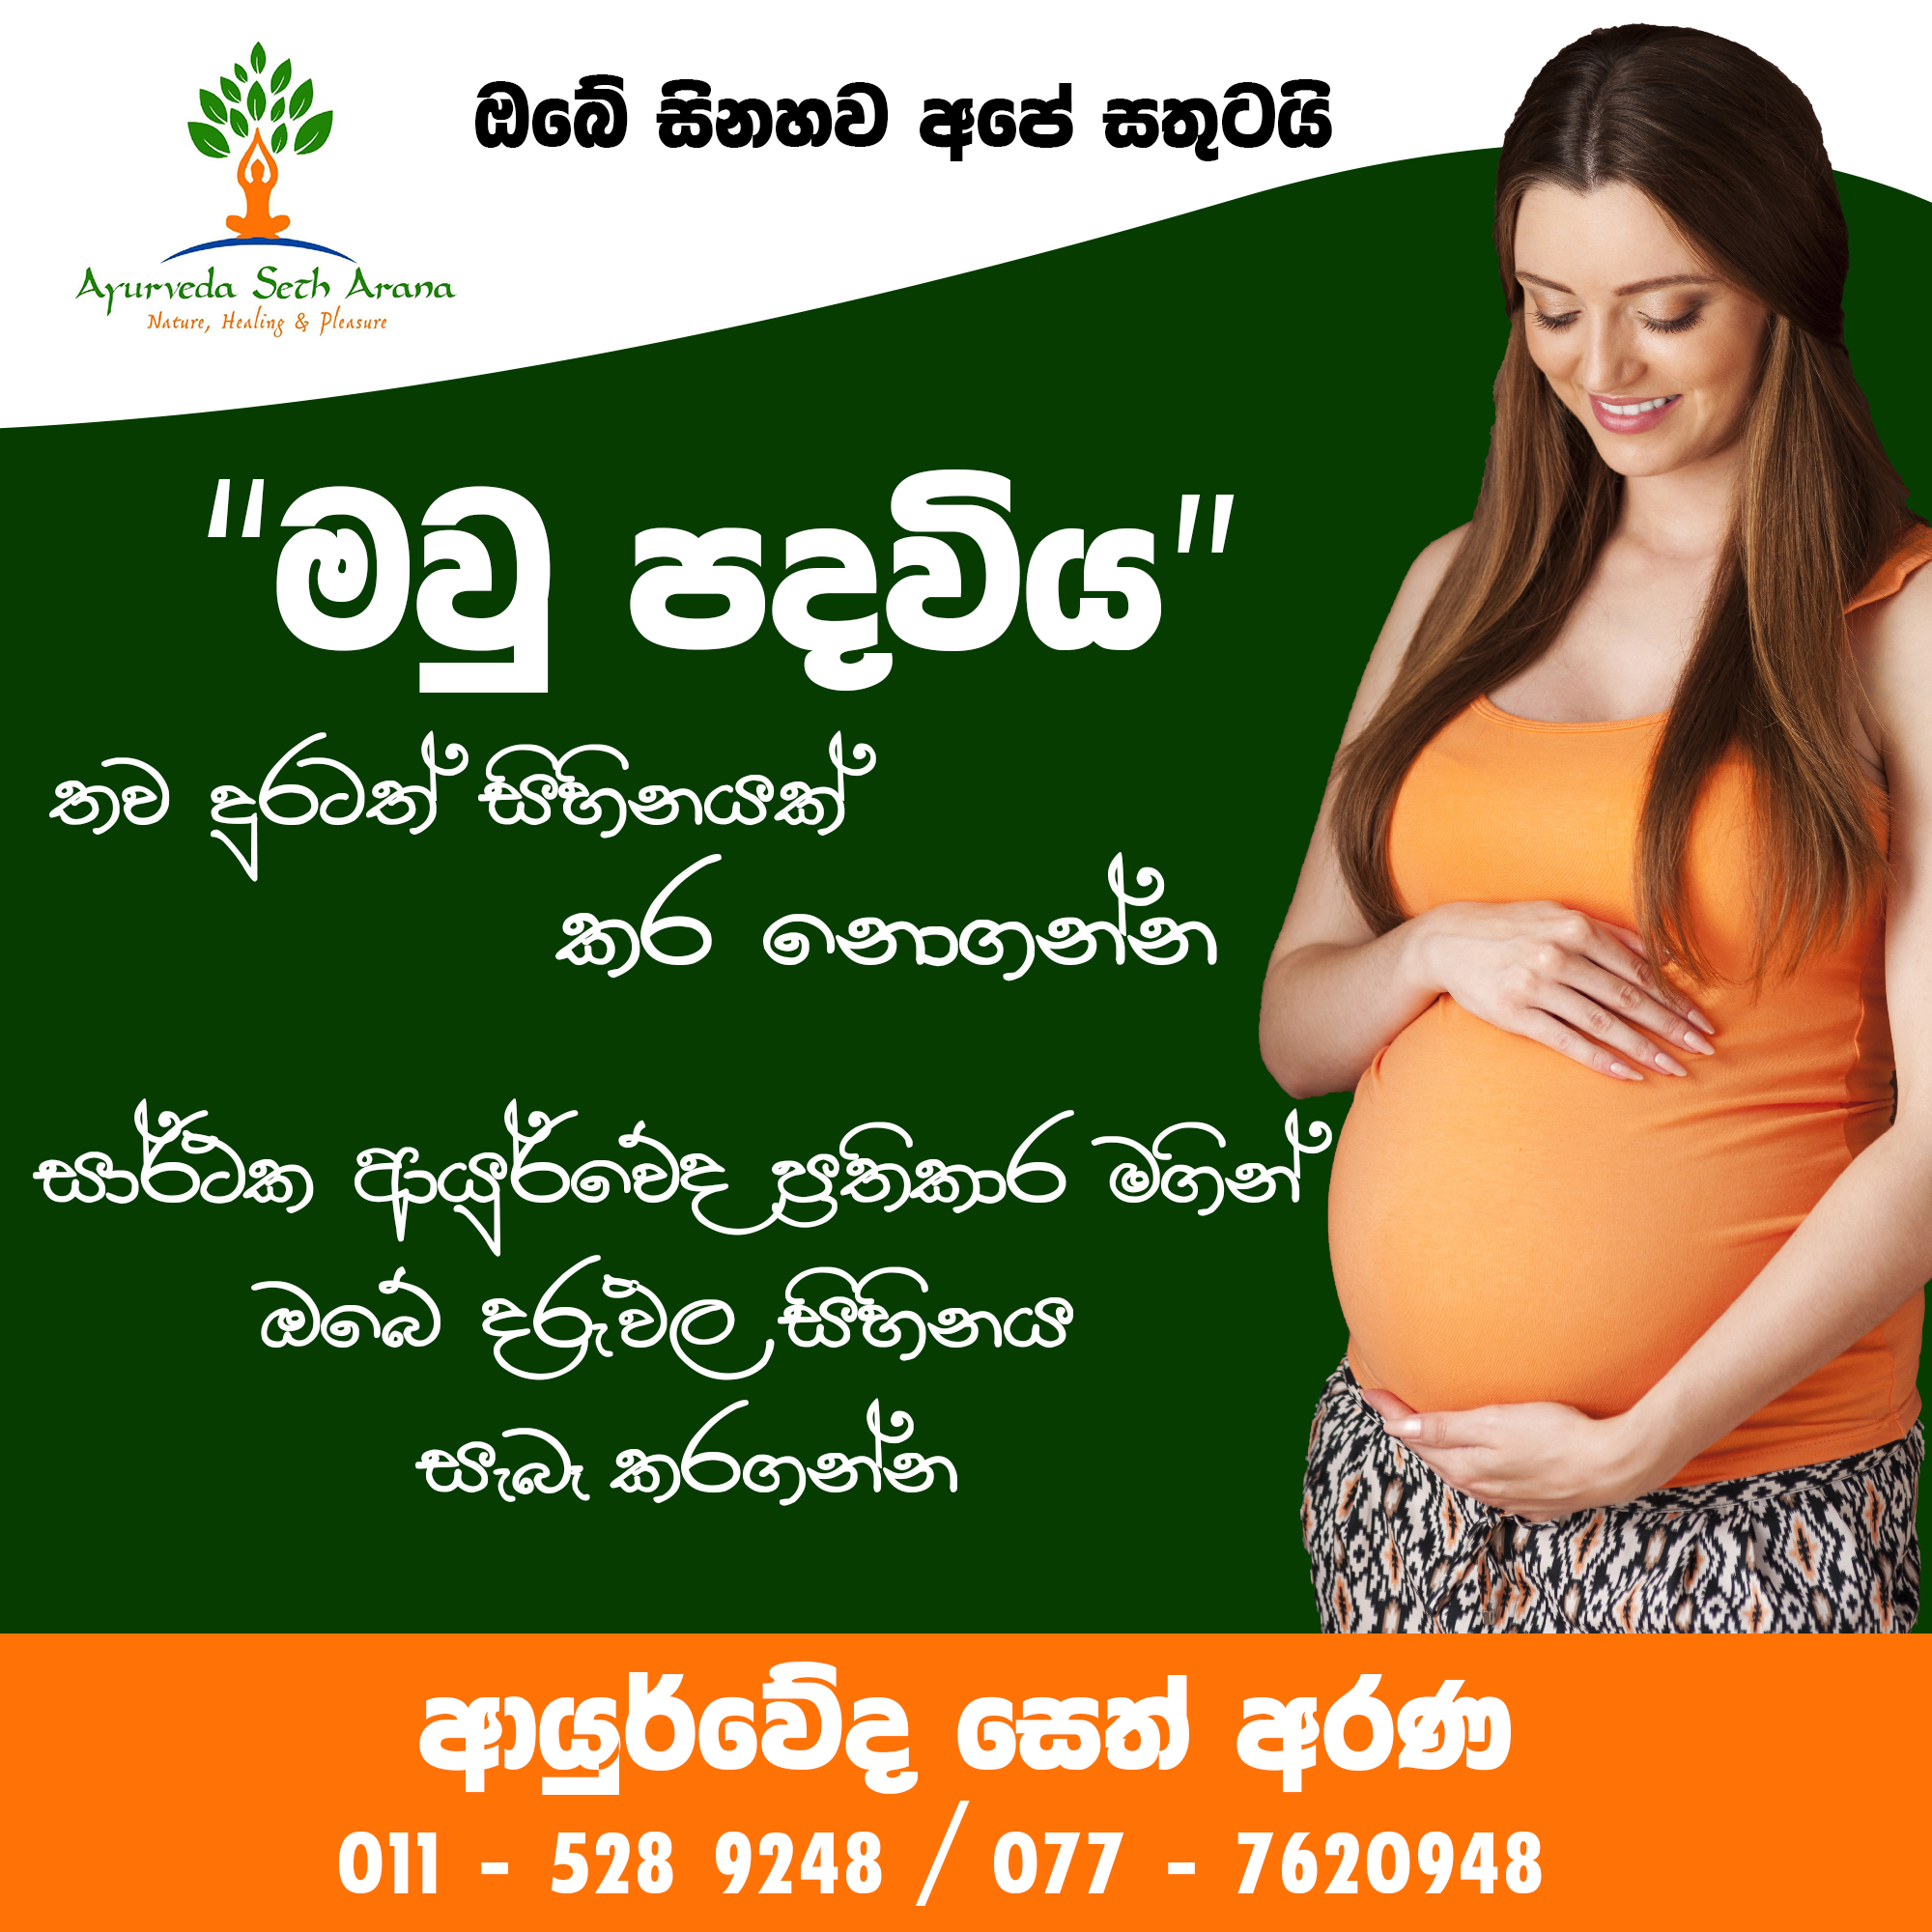 ඔබේ සිනහව අපේ සතුටයි
Ayurveda Seth Arana
Nature, Healing & Pleasure
"මවු පදවිය"
තව දුරටත් සිහිනයක්
කර නොගන්න
සාර්ථක ආයුර්වේද ප්‍රතිකාර මගින්
ඔබේ දරුඵල සිහිනය
සැබෑ කරගන්න
ආයුර්වේද සෙත් අරණ
011 - 528 9248 / 077 - 7620948